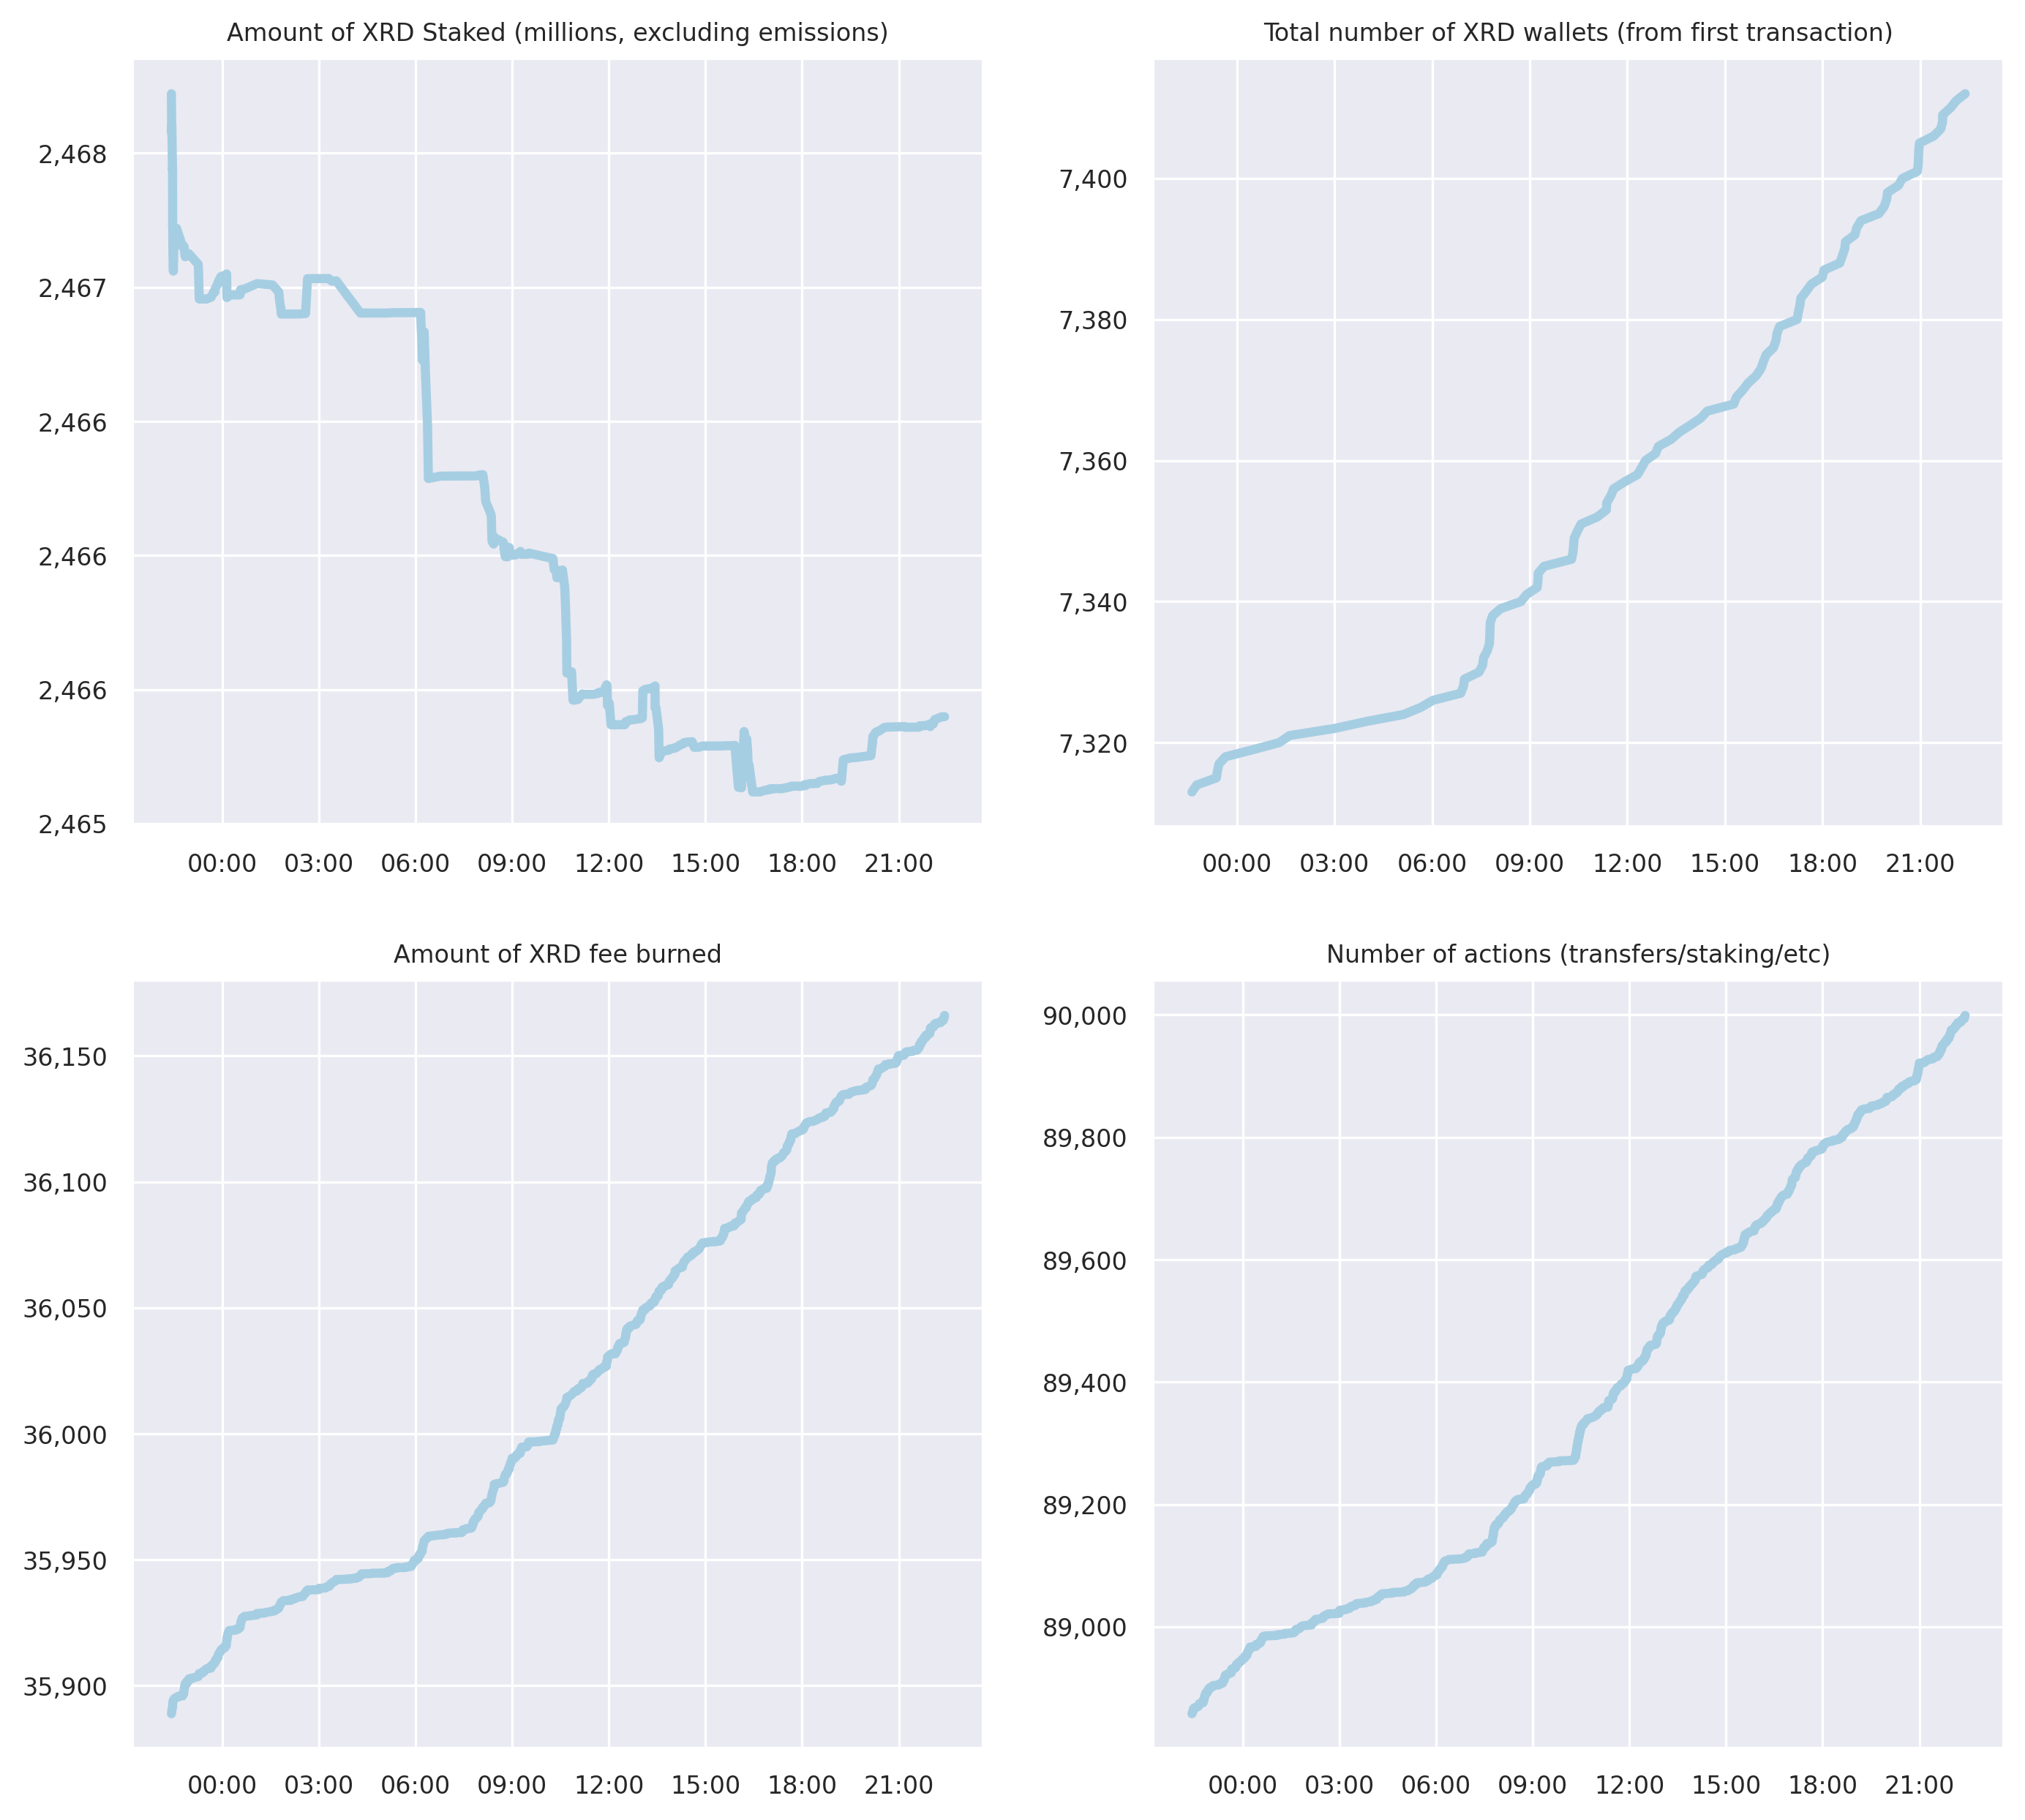 Amount of XRD Staked (millions, excluding emissions)
2,468
2,467
2,466
2,466
2,466
2,465
00:00 03:00 06:00 09:00 12:00 15:00 18:00 21:00
Total number of XRD wallets (from first transaction)
7,400
7,380
7,360
7,340
7,320
00:00 03:00 06:00 09:00 12:00 15:00 18:00 21:00
Amount of XRD fee burned
36,150
36,100
36,050
36,000
35,950
35,900
00:00 03:00 06:00 09:00 12:00 15:00 18:00 21:00
Number of actions (transfers/staking/etc)
90,000
89,800
89,600
89,400
89,200
89,000
00:00 03:00 06:00 09:00 12:00 15:00 18:00 21:00